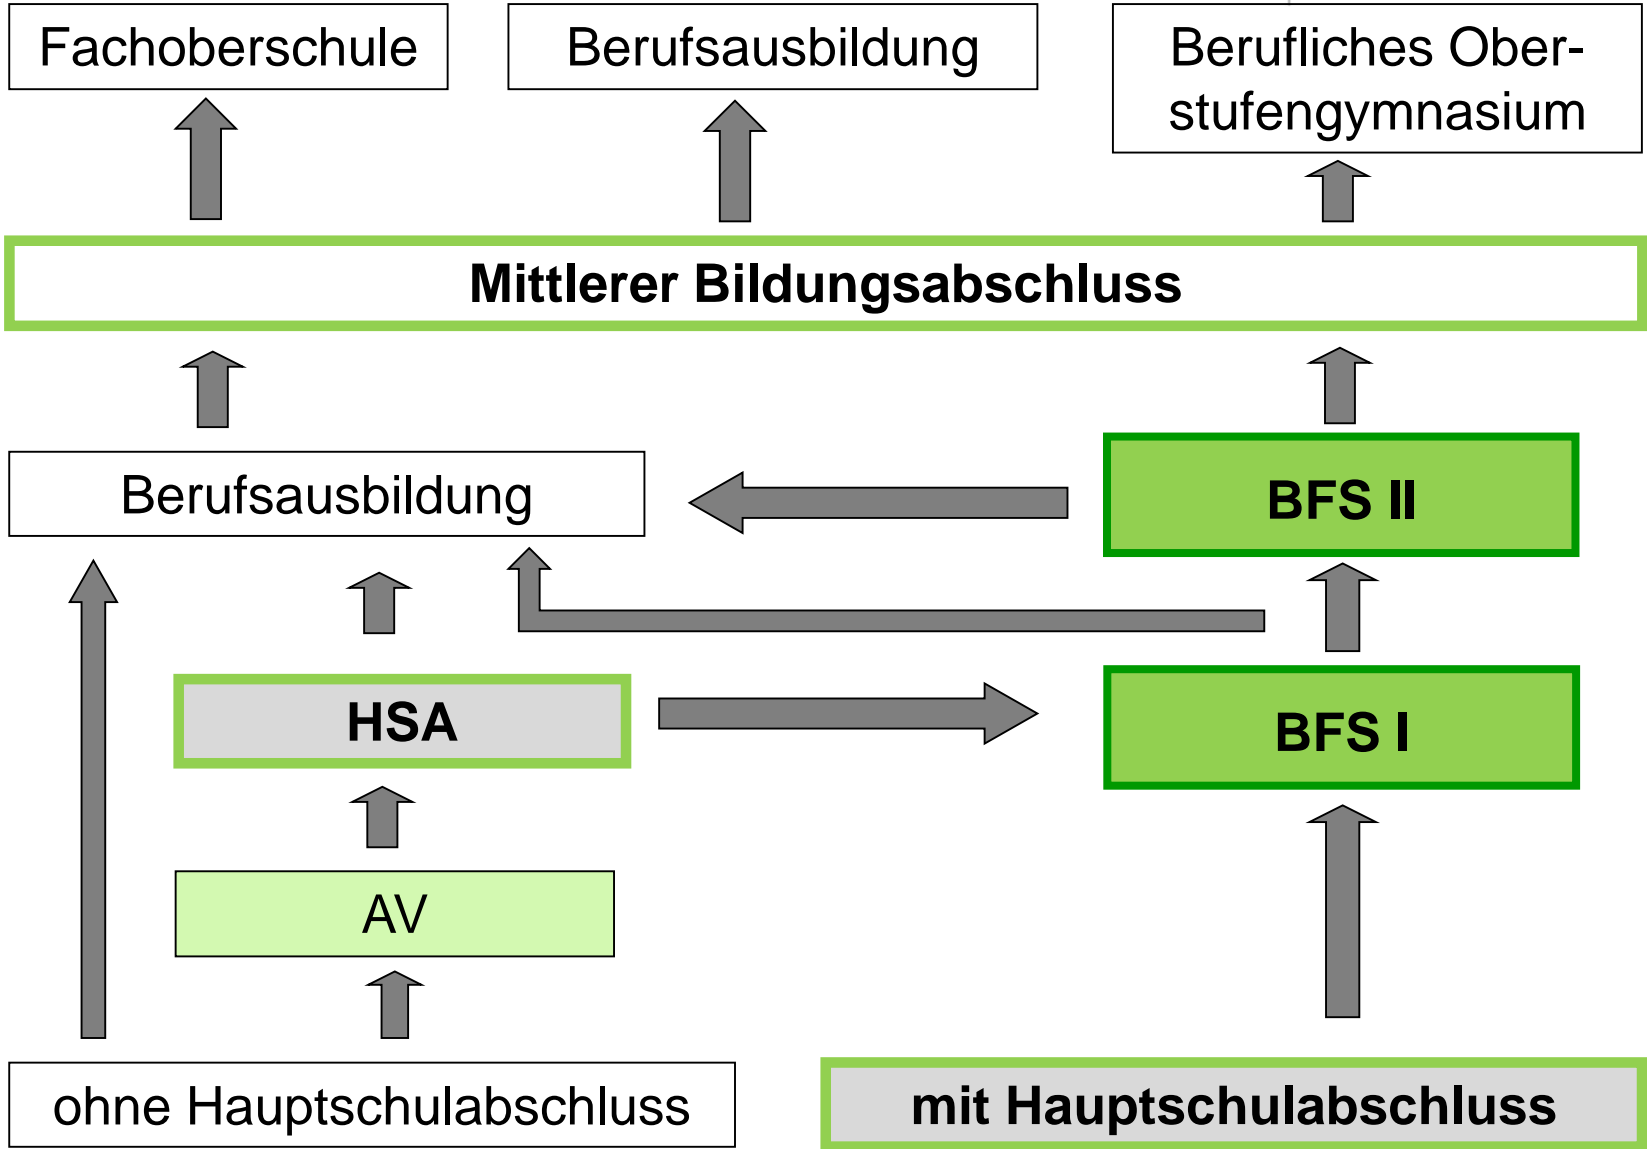 Fachoberschule
Berufsausbildung
Berufliches Ober-
stufengymnasium
Mittlerer Bildungsabschluss
Berufsausbildung
BFS II
HSA
BFS I
AV
ohne Hauptschulabschluss
mit Hauptschulabschluss